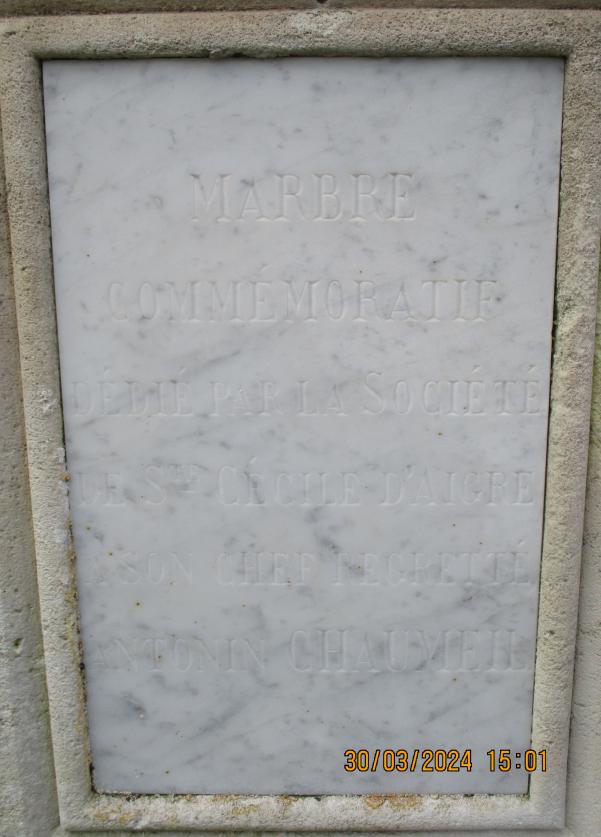 MARBRE
COMMÉMORATIF
DÉDIÉ PAR LA SOCIÉTÉ
DE STE CÉCILE D'AIGRE
A SON CHEF REGRETTÉ
ANTONIN CHAUMEIL
30/03/2024 15:01